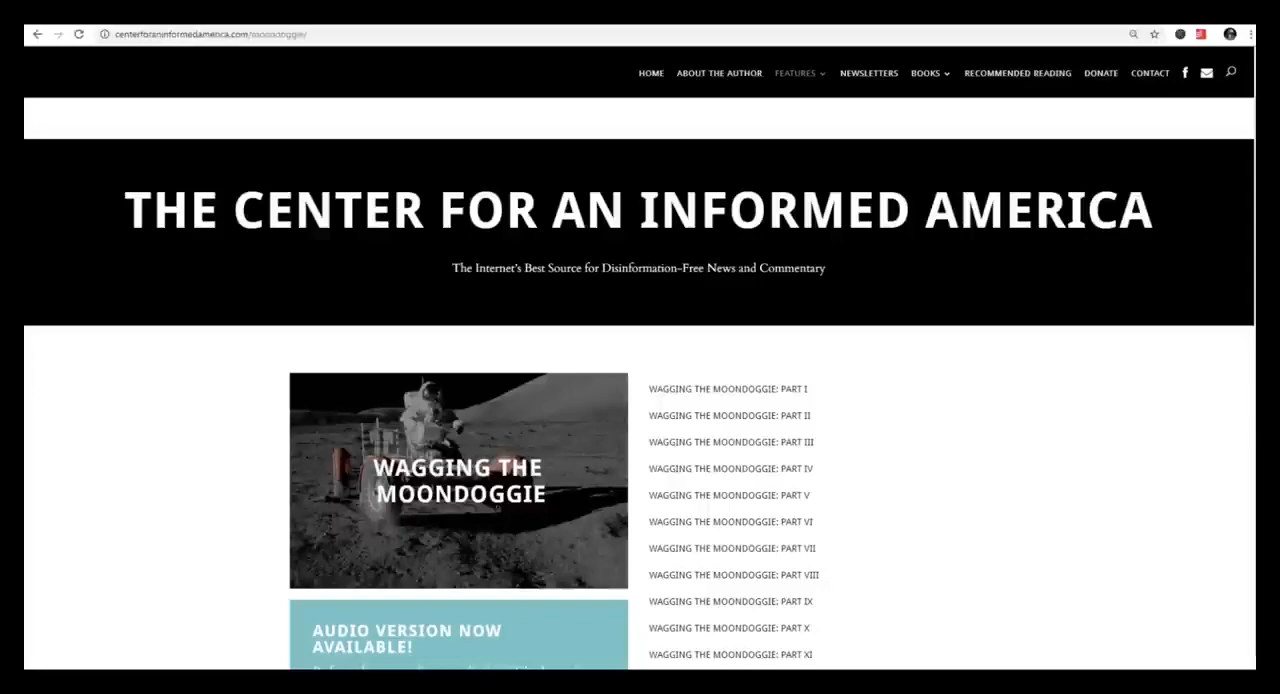 centerforaninformedamerica.com/moondoggie/
HOME ABOUT THE AUTHOR FEATURES NEWSLETTERS BOOKS RECOMMENDED READING DONATE CONTACT
THE CENTER FOR AN INFORMED AMERICA
The Internet's Best Source for Disinformation-Free News and Commentary
WAGGING THE
MOONDOGGIE
AUDIO VERSION NOW
AVAILABLE!
WAGGING THE MOONDOGGIE: PART I
WAGGING THE MOONDOGGIE: PART II
WAGGING THE MOONDOGGIE: PART III
WAGGING THE MOONDOGGIE: PART IV
WAGGING THE MOONDOGGIE: PART V
WAGGING THE MOONDOGGIE: PART VI
WAGGING THE MOONDOGGIE: PART VII
WAGGING THE MOONDOGGIE: PART VIII
WAGGING THE MOONDOGGIE: PART IX
WAGGING THE MOONDOGGIE: PART X
WAGGING THE MOONDOGGIE: PART XI